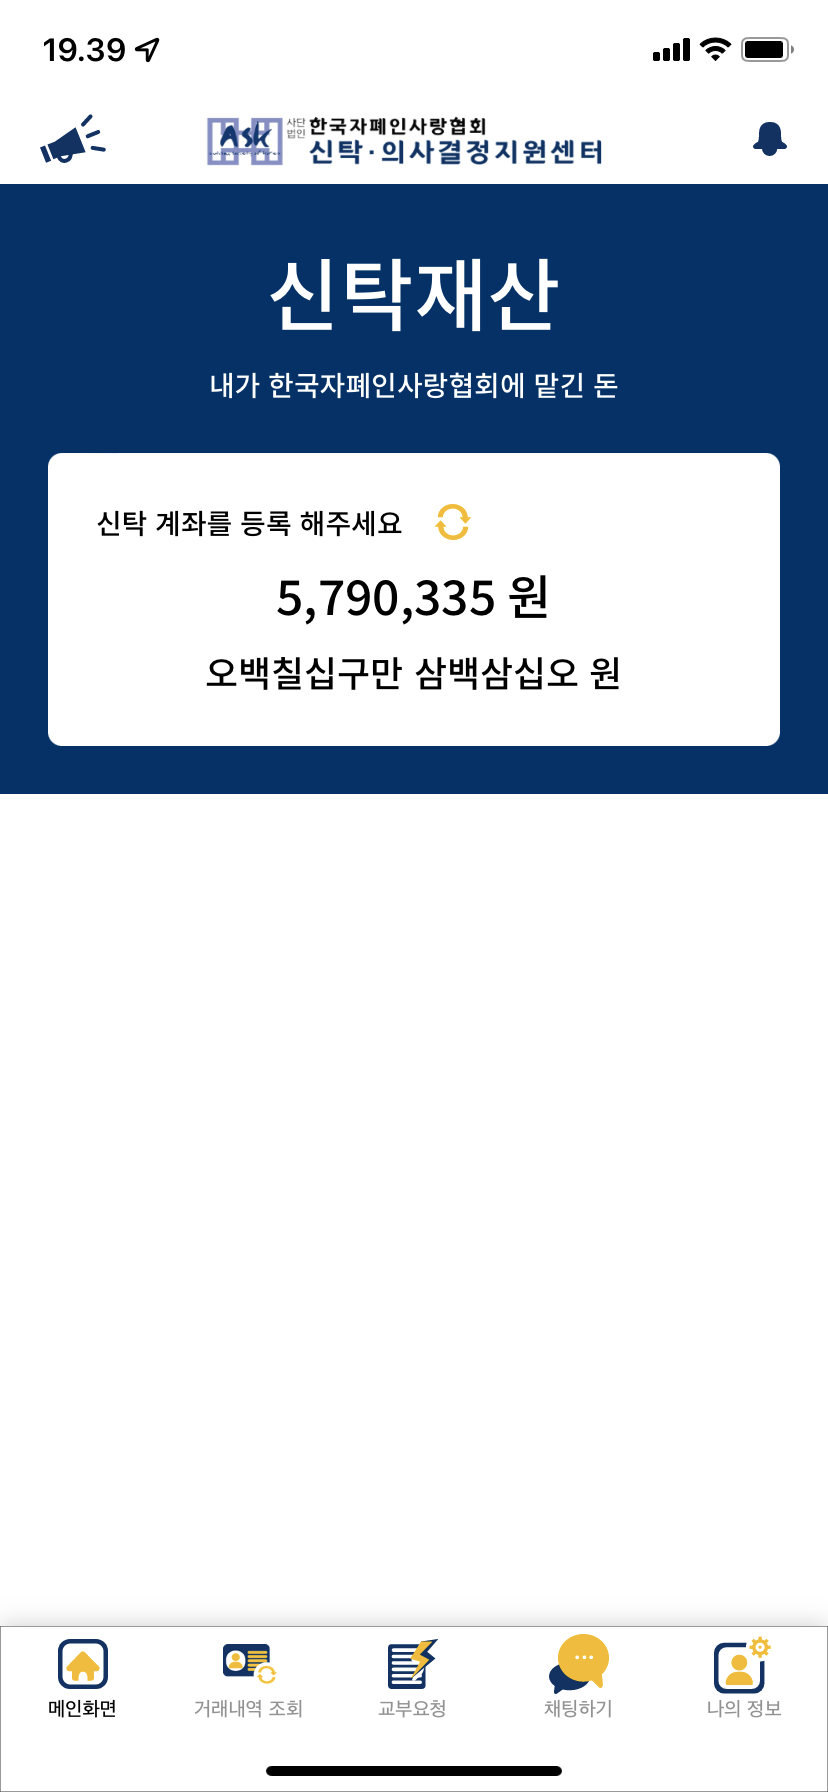 19.39
사단
법인
한국자폐인사랑협회
Ask
신탁·의사결정지원센터
신탁재산
내가 한국자폐인사랑협회에 맡긴 돈
신탁 계좌를 등록 해주세요
5,790,335 원
오백칠십구만 삼백삼십오 원
메인화면
거래내역 조회
교부요청
채팅하기
나의 정보